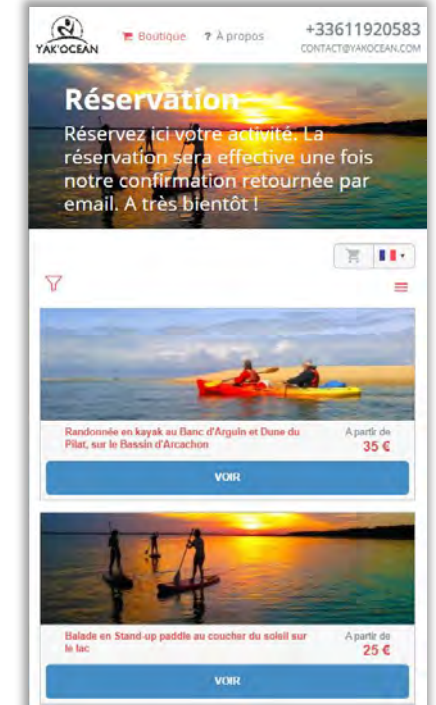 YAK'OCEAN
Boutique
? À propos
+33611920583
CONTACT@YAKOCEAN.COM
Réservation
Réservez ici votre activité. La
réservation sera effective une fois
notre confirmation retournée par
email. A très bientôt !
Randonnée en kayak au Banc d'Arguin et Dune du
Pilat, sur le Bassin d'Arcachon
A partir de
35 €
VOIR
Balade en Stand-up paddle au coucher du soleil sur
le lac
A partir de
25 €
VOIR